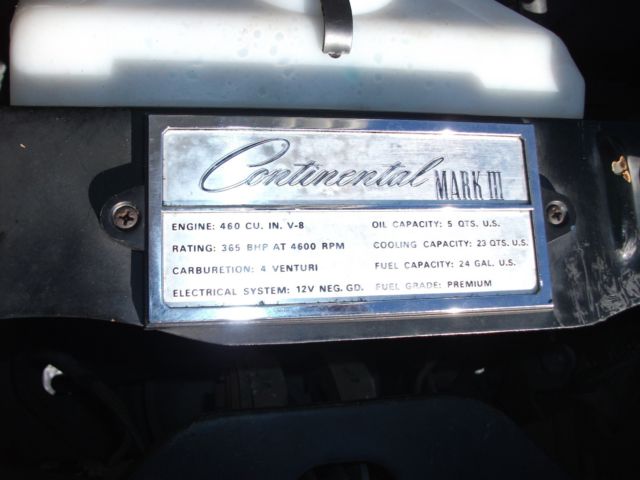 Continental MARK III
ENGINE: 460 CU. IN. V-8
RATING: 365 BHP AT 4600 RPM
CARBURETION: 4 VENTURI
ELECTRICAL SYSTEM: 12V NEG. GD.
OIL CAPACITY: 5 QTS. U.S.
COOLING CAPACITY: 23 QTS. U.S.
FUEL CAPACITY: 24 GAL. U.S.
FUEL GRADE: PREMIUM